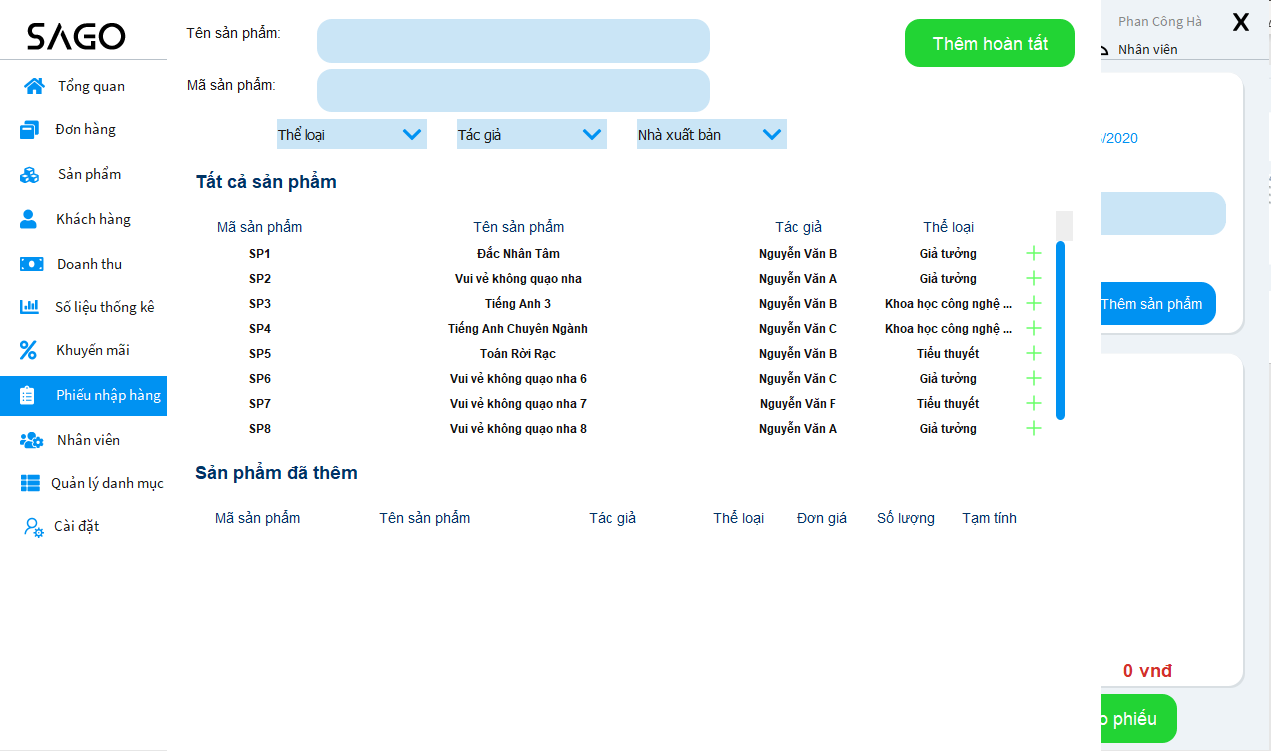 SAGO
Tổng quan
Đơn hàng
Sản phẩm
Khách hàng
Doanh thu
Số liệu thống kê
Khuyến mãi
Phiếu nhập hàng
Nhân viên
Quản lý danh mục
Cài đặt
Tên sản phẩm:
Thêm hoàn tất
Mã sản phẩm:
Thể loại Tác giả Nhà xuất bản
Tất cả sản phẩm
Mã sản phẩm Tên sản phẩm Tác giả Thể loại
SP1 Đắc Nhân Tâm Nguyễn Văn B Giả tưởng
SP2 Vui vẻ không quạo nha Nguyễn Văn A Giả tưởng
SP3 Tiếng Anh 3 Nguyễn Văn B Khoa học công nghệ ...
SP4 Tiếng Anh Chuyên Ngành Nguyễn Văn C Khoa học công nghệ ...
SP5 Toán Rời Rạc Nguyễn Văn B Tiểu thuyết
SP6 Vui vẻ không quạo nha 6 Nguyễn Văn C Giả tưởng
SP7 Vui vẻ không quạo nha 7 Nguyễn Văn F Tiểu thuyết
SP8 Vui vẻ không quạo nha 8 Nguyễn Văn A Giả tưởng
Sản phẩm đã thêm
Mã sản phẩm Tên sản phẩm Tác giả Thể loại Đơn giá Số lượng Tạm tính
Phan Công Hà X
Nhân viên
/2020
Thêm sản phẩm
0 vnđ
phiếu